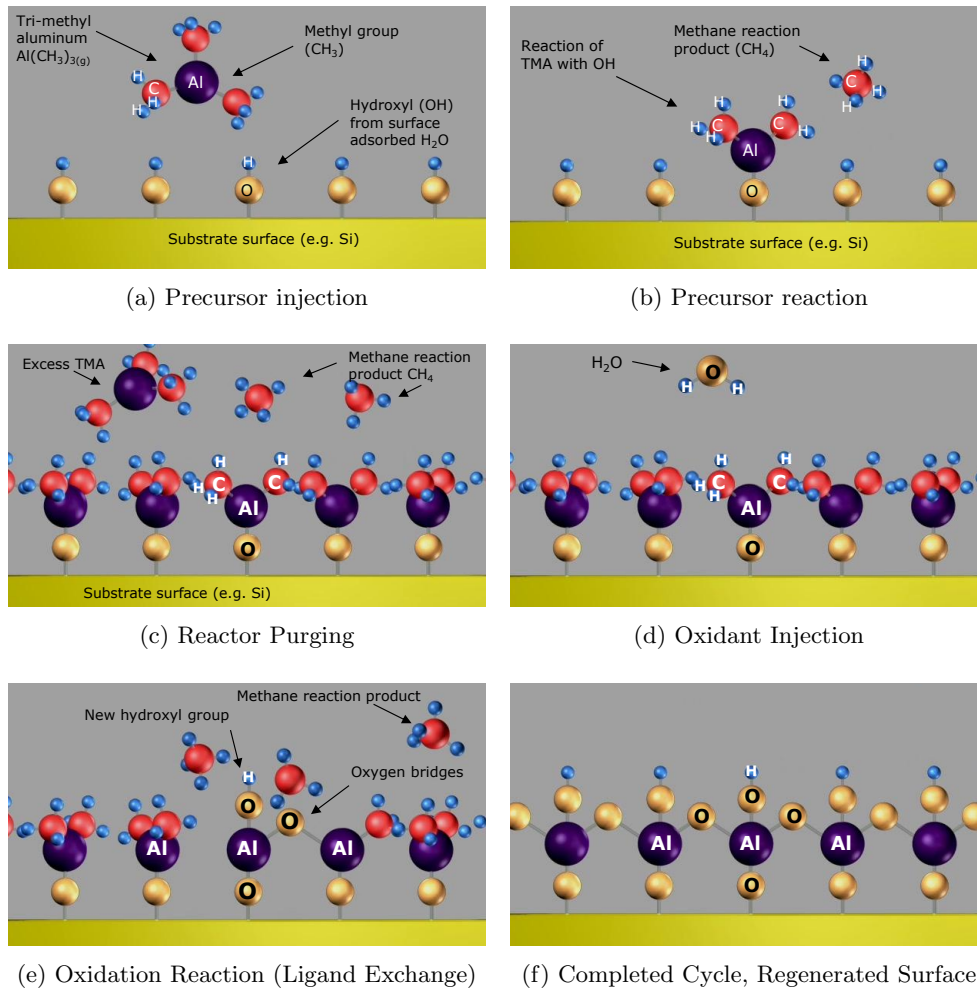 Tri-methyl
aluminum
Al(CH₃)₃₍g₎
Methyl group
(CH₃)
Hydroxyl (OH)
from surface
adsorbed H₂O
Al
H
C
H
H
H
O
Substrate surface (e.g. Si)
(a) Precursor injection
Reaction of
TMA with OH
Methane reaction
product (CH₄)
H
C
H
H
H
H
H
C
H
H
C
H
Al
O
Substrate surface (e.g. Si)
(b) Precursor reaction
Excess TMA
Methane reaction
product CH₄
H
H
C
C
H
H
Al
O
Substrate surface (e.g. Si)
(c) Reactor Purging
H₂O
O
H
H
H
H
C
C
H
H
Al
O
(d) Oxidant Injection
New hydroxyl group
Methane reaction product
Oxygen bridges
H
O
O
Al
Al
Al
O
(e) Oxidation Reaction (Ligand Exchange)
H
O
O
O
Al
Al
Al
O
(f) Completed Cycle, Regenerated Surface